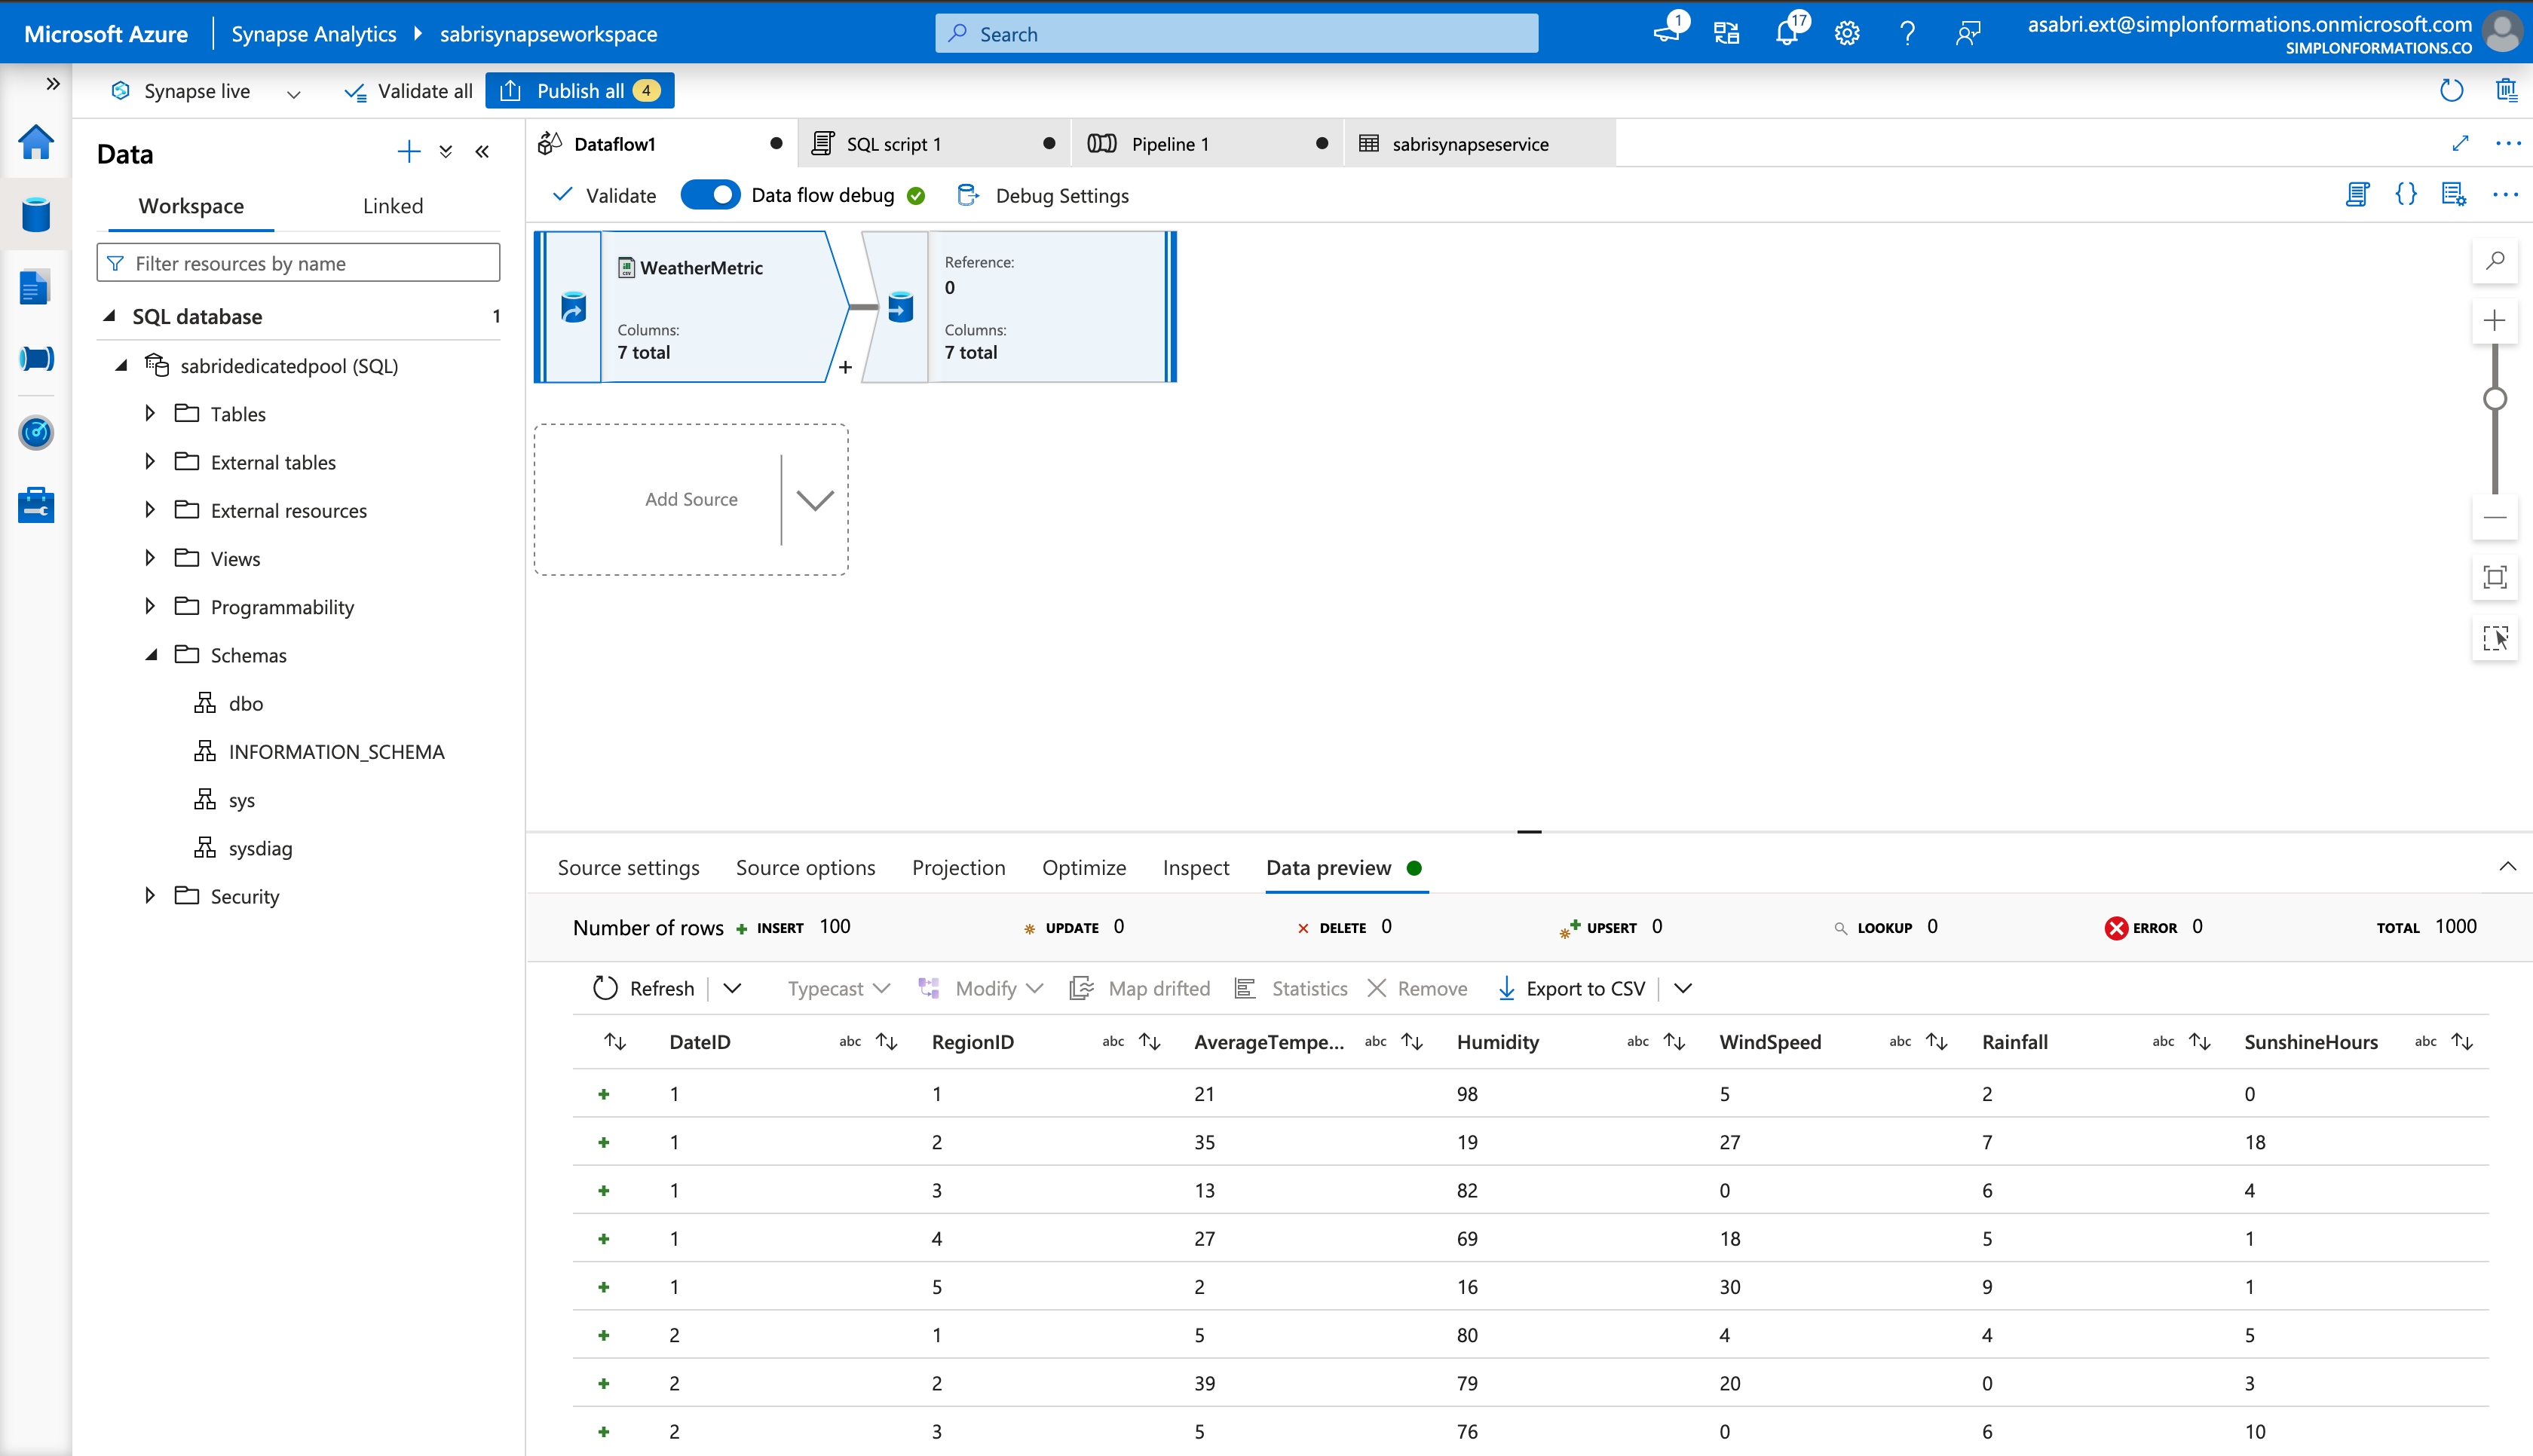 Microsoft Azure
Synapse Analytics
sabrisynapseworkspace
Search
1
17
asabri.ext@simplonformations.onmicrosoft.com
SIMPLONFORMATIONS.CO
Synapse live
Validate all
Publish all 4
Data
Workspace
Linked
Filter resources by name
SQL database 1
sabridedicatedpool (SQL)
Tables
External tables
External resources
Views
Programmability
Schemas
dbo
INFORMATION_SCHEMA
sys
sysdiag
Security
Dataflow1
SQL script 1
Pipeline 1
sabrisynapseservice
Validate
Data flow debug
Debug Settings
WeatherMetric
Columns:
7 total
Reference:
0
Columns:
7 total
Add Source
Source settings
Source options
Projection
Optimize
Inspect
Data preview
Number of rows INSERT 100 UPDATE 0 DELETE 0 UPSERT 0 LOOKUP 0 ERROR 0 TOTAL 1000
Refresh Typecast Modify Map drifted Statistics Remove Export to CSV
DateID abc RegionID abc AverageTempe... abc Humidity abc WindSpeed abc Rainfall abc SunshineHours abc
1 1 21 98 5 2 0
1 2 35 19 27 7 18
1 3 13 82 0 6 4
1 4 27 69 18 5 1
1 5 2 16 30 9 1
2 1 5 80 4 4 5
2 2 39 79 20 0 3
2 3 5 76 0 6 10